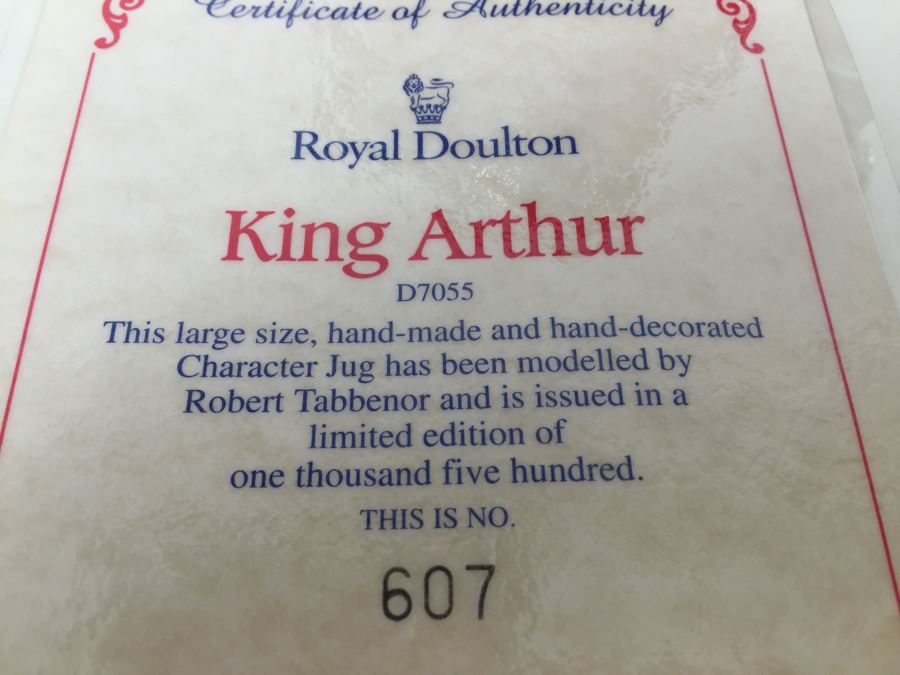 Certificate of Authenticity
Royal Doulton
King Arthur
D7055
This large size, hand-made and hand-decorated
Character Jug has been modelled by
Robert Tabbenor and is issued in a
limited edition of
one thousand five hundred.
THIS IS NO.
607